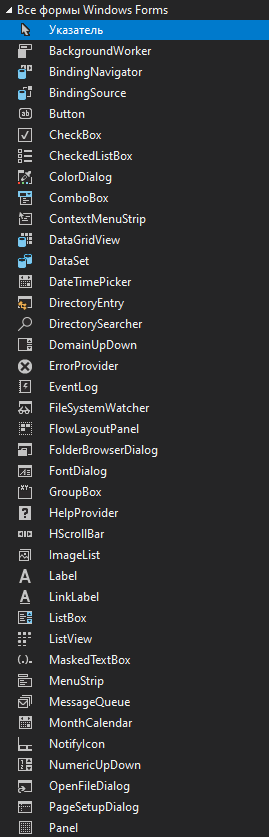 Все формы Windows Forms
Указатель
BackgroundWorker
BindingNavigator
BindingSource
Button
CheckBox
CheckedListBox
ColorDialog
ComboBox
ContextMenuStrip
DataGridView
DataSet
DateTimePicker
DirectoryEntry
DirectorySearcher
DomainUpDown
ErrorProvider
EventLog
FileSystemWatcher
FlowLayoutPanel
FolderBrowserDialog
FontDialog
GroupBox
HelpProvider
HScrollBar
ImageList
Label
LinkLabel
ListBox
ListView
MaskedTextBox
MenuStrip
MessageQueue
MonthCalendar
NotifyIcon
NumericUpDown
OpenFileDialog
PageSetupDialog
Panel